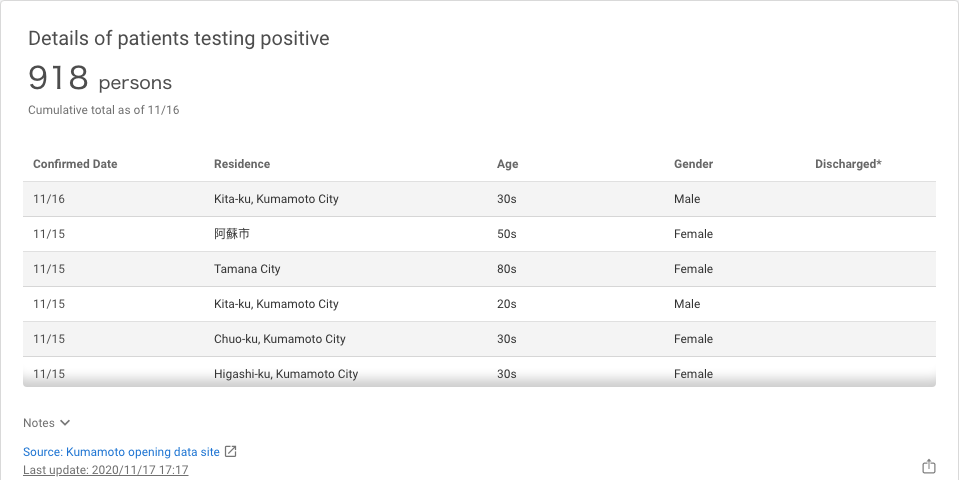 Details of patients testing positive
918 persons
Cumulative total as of 11/16
Confirmed Date Residence Age Gender Discharged*
11/16 Kita-ku, Kumamoto City 30s Male
11/15 阿蘇市 50s Female
11/15 Tamana City 80s Female
11/15 Kita-ku, Kumamoto City 20s Male
11/15 Chuo-ku, Kumamoto City 30s Female
11/15 Higashi-ku, Kumamoto City 30s Female
Notes
Source: Kumamoto opening data site
Last update: 2020/11/17 17:17